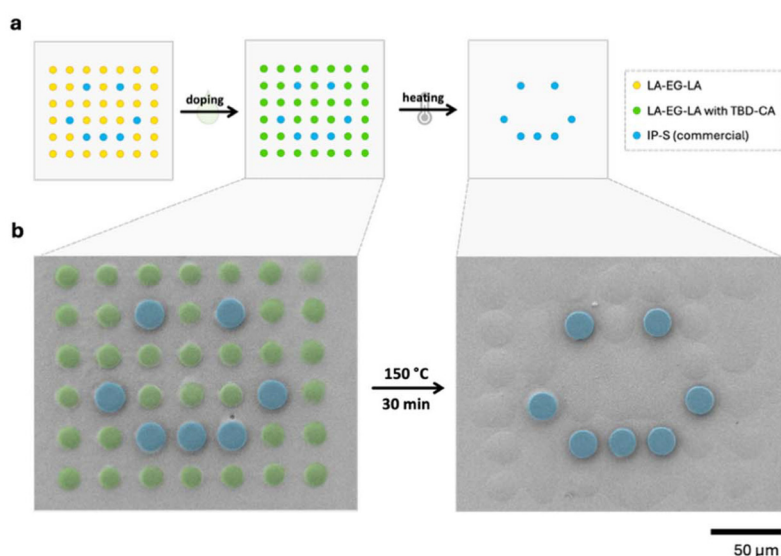 a
doping
heating
LA-EG-LA
LA-EG-LA with TBD-CA
IP-S (commercial)
b
150 °C
30 min
50 µm